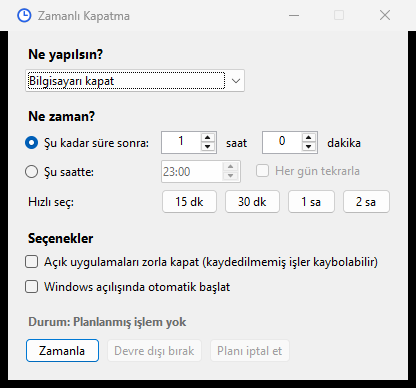 Zamanlı Kapatma
Ne yapılsın?
Bilgisayarı kapat
Ne zaman?
Şu kadar süre sonra: 1 saat 0 dakika
Şu saatte: 23:00 Her gün tekrarla
Hızlı seç: 15 dk 30 dk 1 sa 2 sa
Seçenekler
Açık uygulamaları zorla kapat (kaydedilmemiş işler kaybolabilir)
Windows açılışında otomatik başlat
Durum: Planlanmış işlem yok
Zamanla Devre dışı bırak Planı iptal et